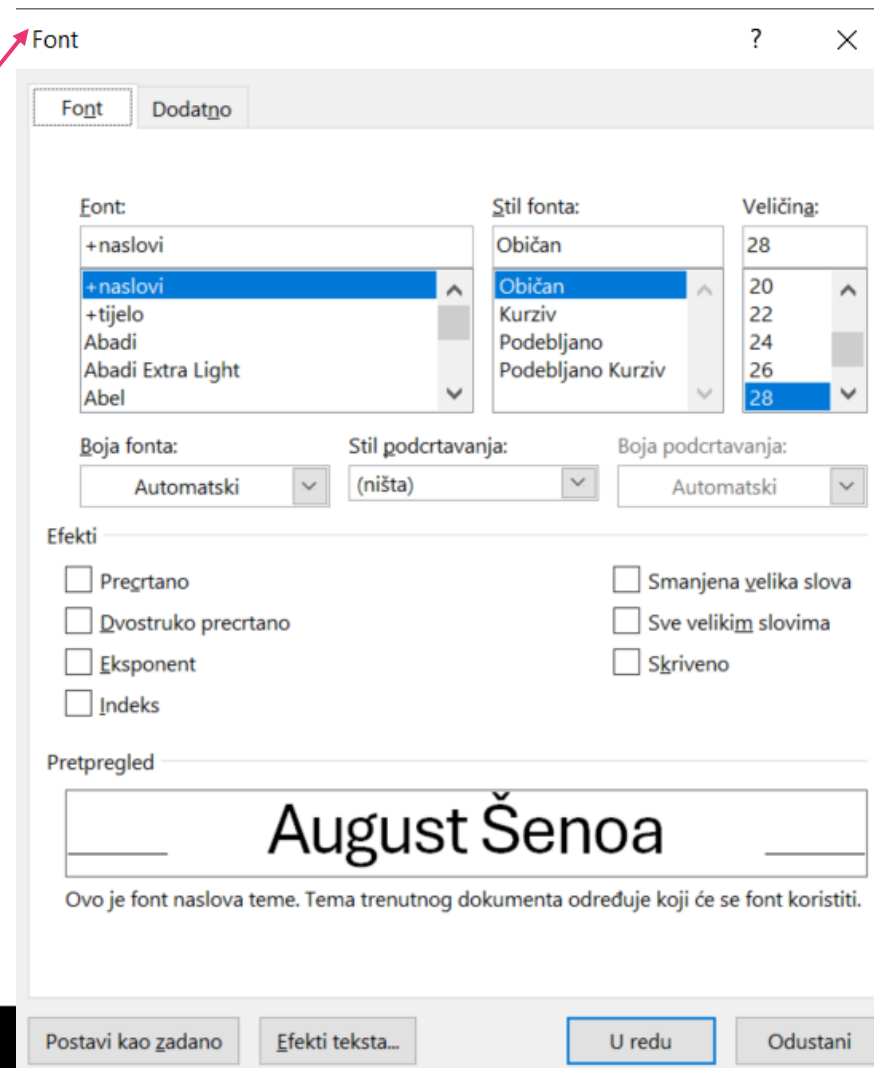 Font ?
Font Dodatno
Font: Stil fonta: Veličina:
+naslovi Običan 28
+naslovi Običan 20
+tijelo Kurziv 22
Abadi Podebljano 24
Abadi Extra Light Podebljano Kurziv 26
Abel 28
Boja fonta: Stil podcrtavanja: Boja podcrtavanja:
Automatski (ništa) Automatski
Efekti
Precrtano Smanjena velika slova
Dvostruko precrtano Sve velikim slovima
Eksponent Skriveno
Indeks
Pretpregled
August Šenoa
Ovo je font naslova teme. Tema trenutnog dokumenta određuje koji će se font koristiti.
Postavi kao zadano Efekti teksta... U redu Odustani